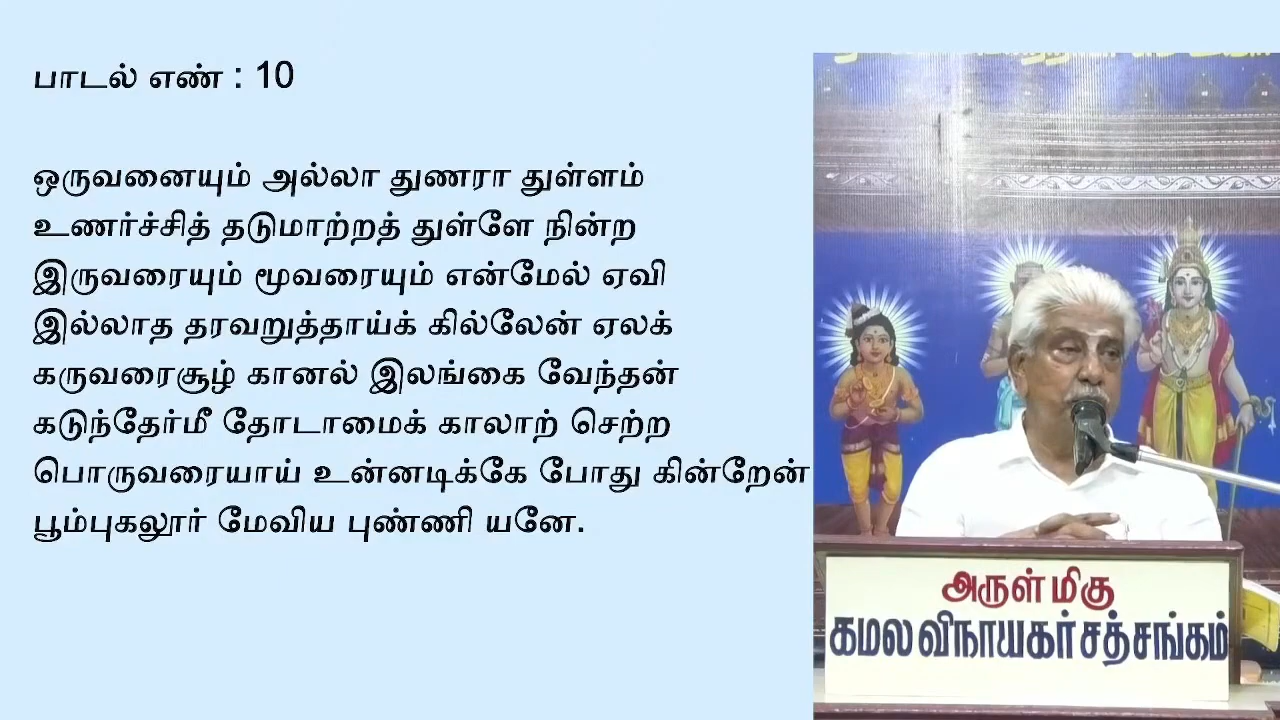 பாடல் எண் : 10
ஒருவனையும் அல்லா துணரா துள்ளம்
உணர்ச்சித் தடுமாற்றத் துள்ளே நின்ற
இருவரையும் மூவரையும் என்மேல் ஏவி
இல்லாத தரவறுத்தாய்க் கில்லேன் ஏலக்
கருவரைசூழ் கானல் இலங்கை வேந்தன்
கடுந்தேர்மீ தோடாமைக் காலாற் செற்ற
பொருவரையாய் உன்னடிக்கே போது கின்றேன்
பூம்புகலூர் மேவிய புண்ணி யனே.
அருள்மிகு
கமல விநாயகர் சத்சங்கம்